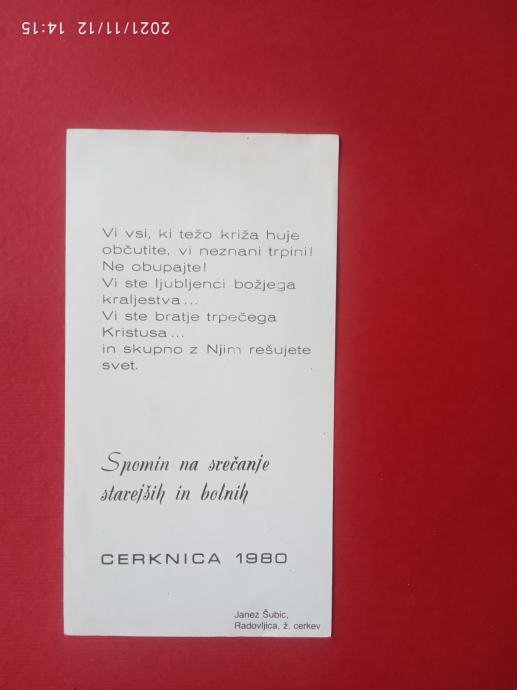 2021/11/12 14:15
Vi vsi, ki težo križa huje
občutite, vi neznani trpini!
Ne obupajte!
Vi ste ljubljenci božjega
kraljestva...
Vi ste bratje trpečega
Kristusa...
in skupno z Njim rešujete
svet.
Spomin na srečanje
starejših in bolnih
CERKNICA 1980
Janez Šubic,
Radovljica, ž. cerkev